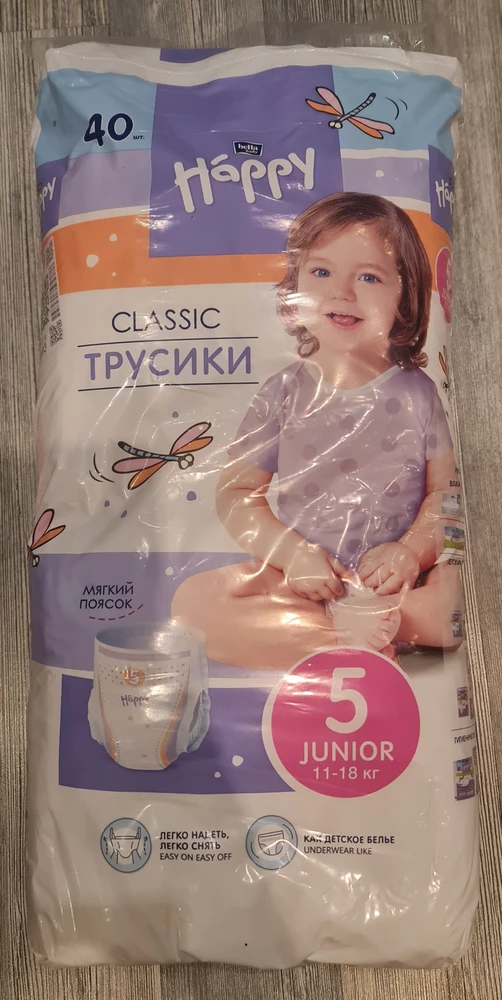 40 шт.
bella
baby
Happy
CLASSIC
ТРУСИКИ
МЯГКИЙ
ПОЯСОК
Happy
5
JUNIOR
11-18 кг
ЛЕГКО НАДЕТЬ,
ЛЕГКО СНЯТЬ
EASY ON EASY OFF
КАК ДЕТСКОЕ БЕЛЬЕ
UNDERWEAR LIKE